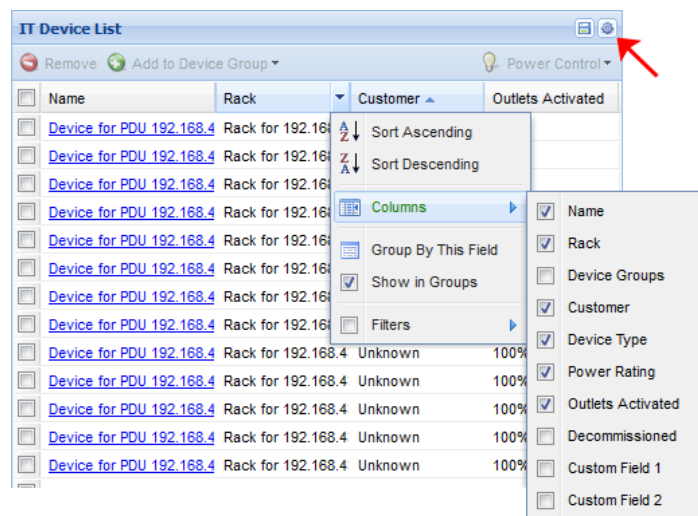 IT Device List
Remove Add to Device Group Power Control
Name Rack Customer Outlets Activated
Device for PDU 192.168.4 Rack for 192.168
Device for PDU 192.168.4 Rack for 192.168
Device for PDU 192.168.4 Rack for 192.168
Device for PDU 192.168.4 Rack for 192.168
Device for PDU 192.168.4 Rack for 192.168
Device for PDU 192.168.4 Rack for 192.168
Device for PDU 192.168.4 Rack for 192.168
Device for PDU 192.168.4 Rack for 192.168
Device for PDU 192.168.4 Rack for 192.168.4 Unknown 100%
Device for PDU 192.168.4 Rack for 192.168.4 Unknown 100%
Device for PDU 192.168.4 Rack for 192.168.4 Unknown 100%
Device for PDU 192.168.4 Rack for 192.168.4 Unknown 100%
Device for PDU 192.168.4 Rack for 192.168.4 Unknown 100%
Sort Ascending
Sort Descending
Columns
Group By This Field
Show in Groups
Filters
Name
Rack
Device Groups
Customer
Device Type
Power Rating
Outlets Activated
Decommissioned
Custom Field 1
Custom Field 2